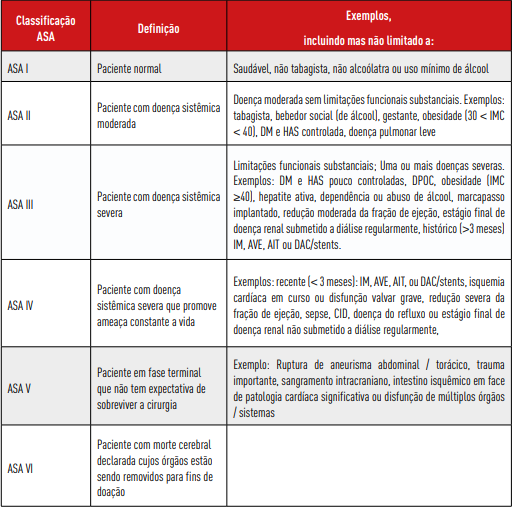 Classificação
ASA
Definição
Exemplos,
incluindo mas não limitado a:
ASA I
Paciente normal
Saudável, não tabagista, não alcoólatra ou uso mínimo de álcool
ASA II
Paciente com doença sistêmica
moderada
Doença moderada sem limitações funcionais substanciais. Exemplos:
tabagista, bebedor social (de álcool), gestante, obesidade (30 < IMC
< 40), DM e HAS controlada, doença pulmonar leve
ASA III
Paciente com doença sistêmica
severa
Limitações funcionais substanciais; Uma ou mais doenças severas.
Exemplos: DM e HAS pouco controladas, DPOC, obesidade (IMC
≥40), hepatite ativa, dependência ou abuso de álcool, marcapasso
implantado, redução moderada da fração de ejeção, estágio final de
doença renal submetido a diálise regularmente, histórico (>3 meses)
IM, AVE, AIT ou DAC/stents.
ASA IV
Paciente com doença
sistêmica severa que promove
ameaça constante a vida
Exemplos: recente (< 3 meses): IM, AVE, AIT, ou DAC/stents, isquemia
cardíaca em curso ou disfunção valvar grave, redução severa da
fração de ejeção, sepse, CID, doença do refluxo ou estágio final de
doença renal não submetido a diálise regularmente,
ASA V
Paciente em fase terminal
que não tem expectativa de
sobreviver a cirurgia
Exemplo: Ruptura de aneurisma abdominal / torácico, trauma
importante, sangramento intracraniano, intestino isquêmico em face
de patologia cardíaca significativa ou disfunção de múltiplos órgãos
/ sistemas
ASA VI
Paciente com morte cerebral
declarada cujos órgãos estão
sendo removidos para fins de
doação